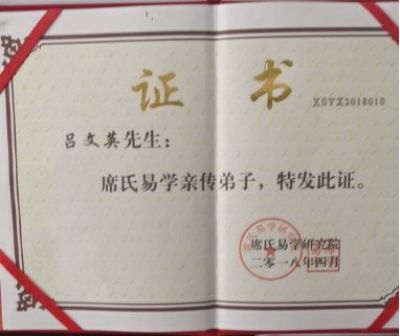 证 书
XSYX2018010
吕文英先生：
席氏易学亲传弟子，特发此证。
席氏易学研究院
二零一八年四月